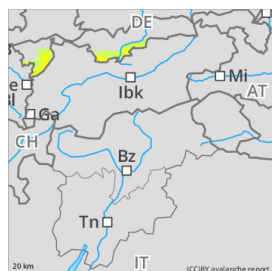 DE
Mi
Ibk
AT
Ga
CH
Bz
Tn
IT
20 km
(CC)BY avalanche.report